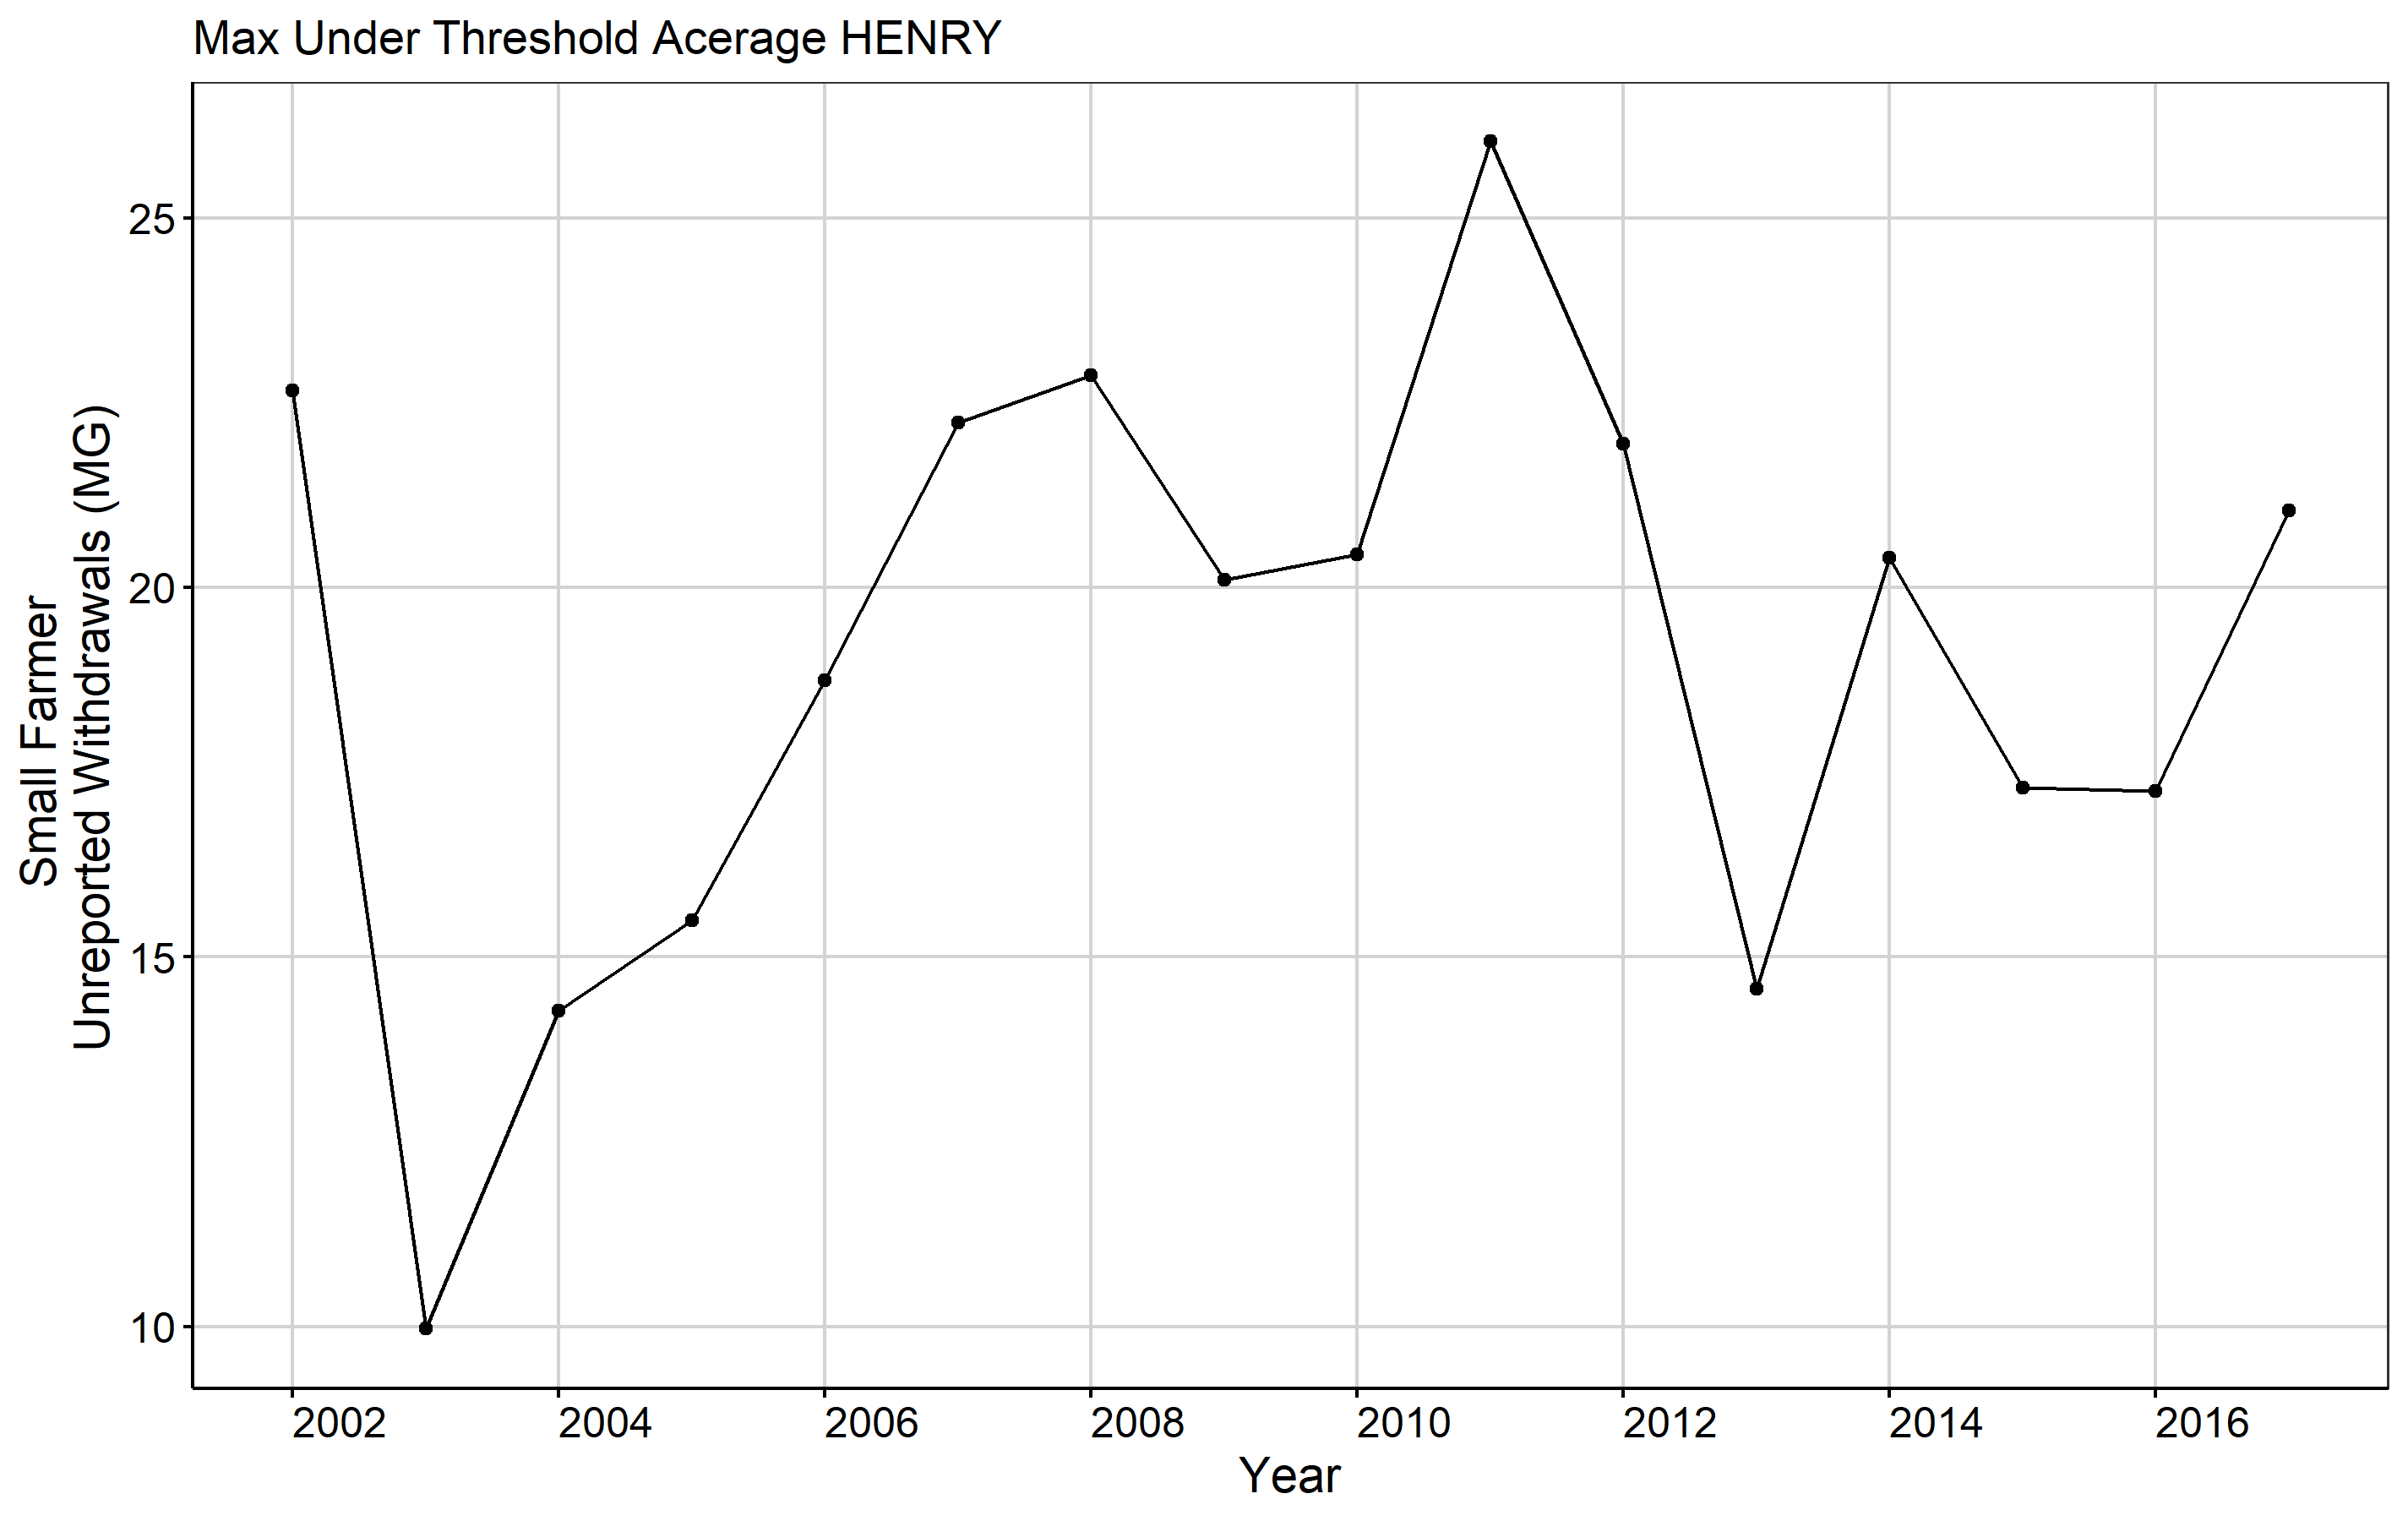 Max Under Threshold Acerage HENRY
Small Farmer
Unreported Withdrawals (MG)
25
20
15
10
2002 2004 2006 2008 2010 2012 2014 2016
Year